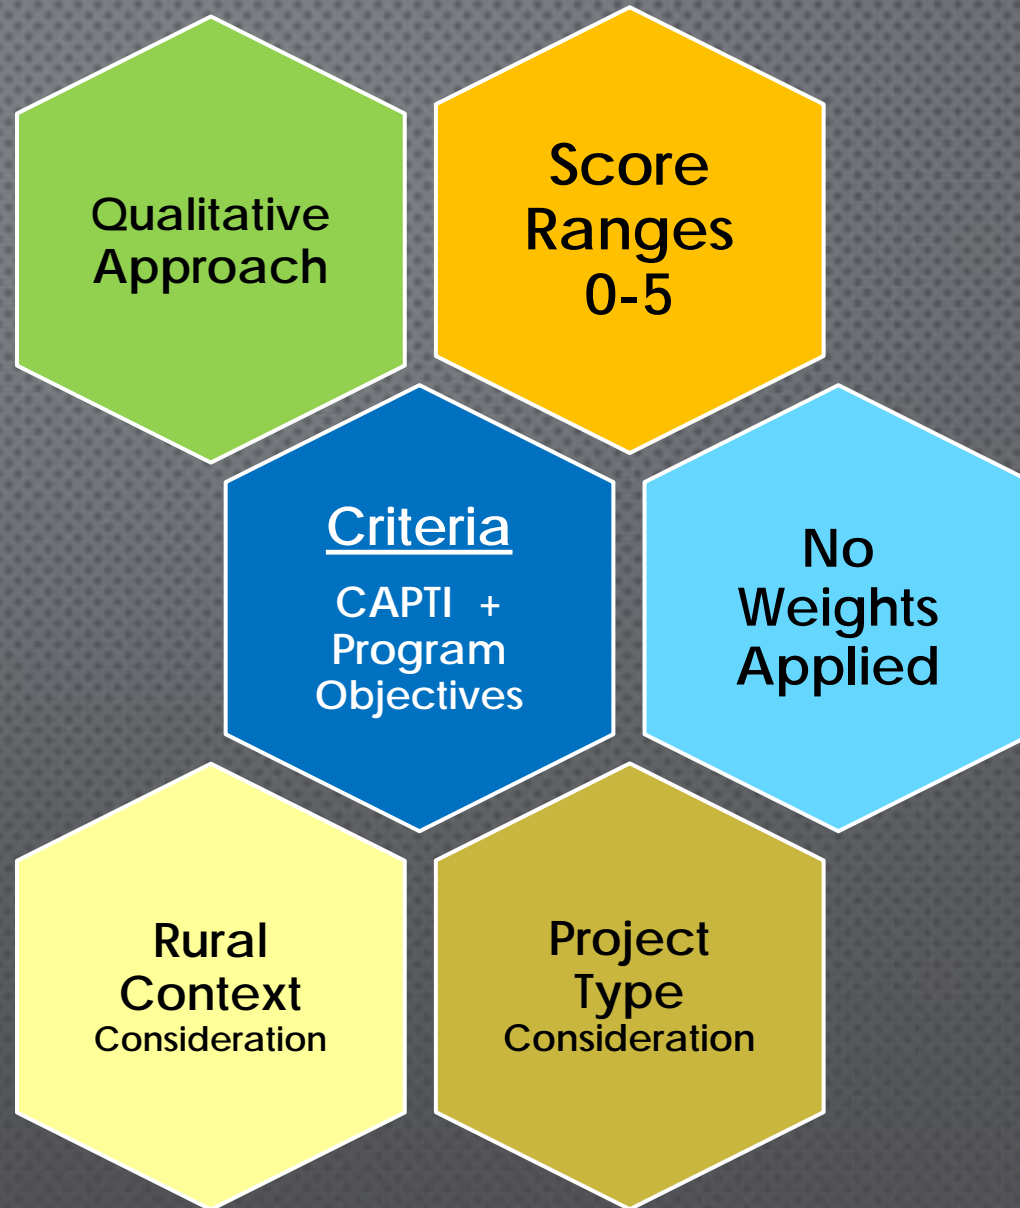 Qualitative
Approach
Score
Ranges
0-5
Criteria
CAPTI +
Program
Objectives
No
Weights
Applied
Rural
Context
Consideration
Project
Type
Consideration